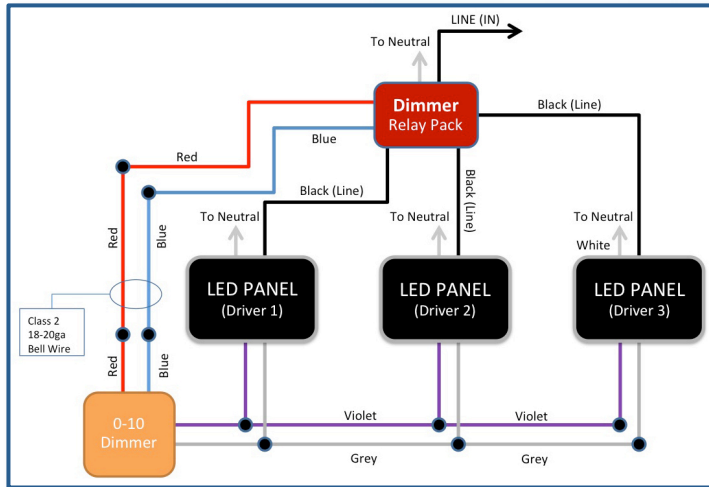 LINE (IN)
To Neutral
Dimmer
Relay Pack
Black (Line)
Red
Blue
Black (Line)
Black (Line)
Red
Blue
To Neutral
To Neutral
To Neutral
White
LED PANEL
(Driver 1)
LED PANEL
(Driver 2)
LED PANEL
(Driver 3)
Class 2
18-20ga
Bell Wire
Red
Blue
0-10
Dimmer
Violet
Violet
Grey
Grey